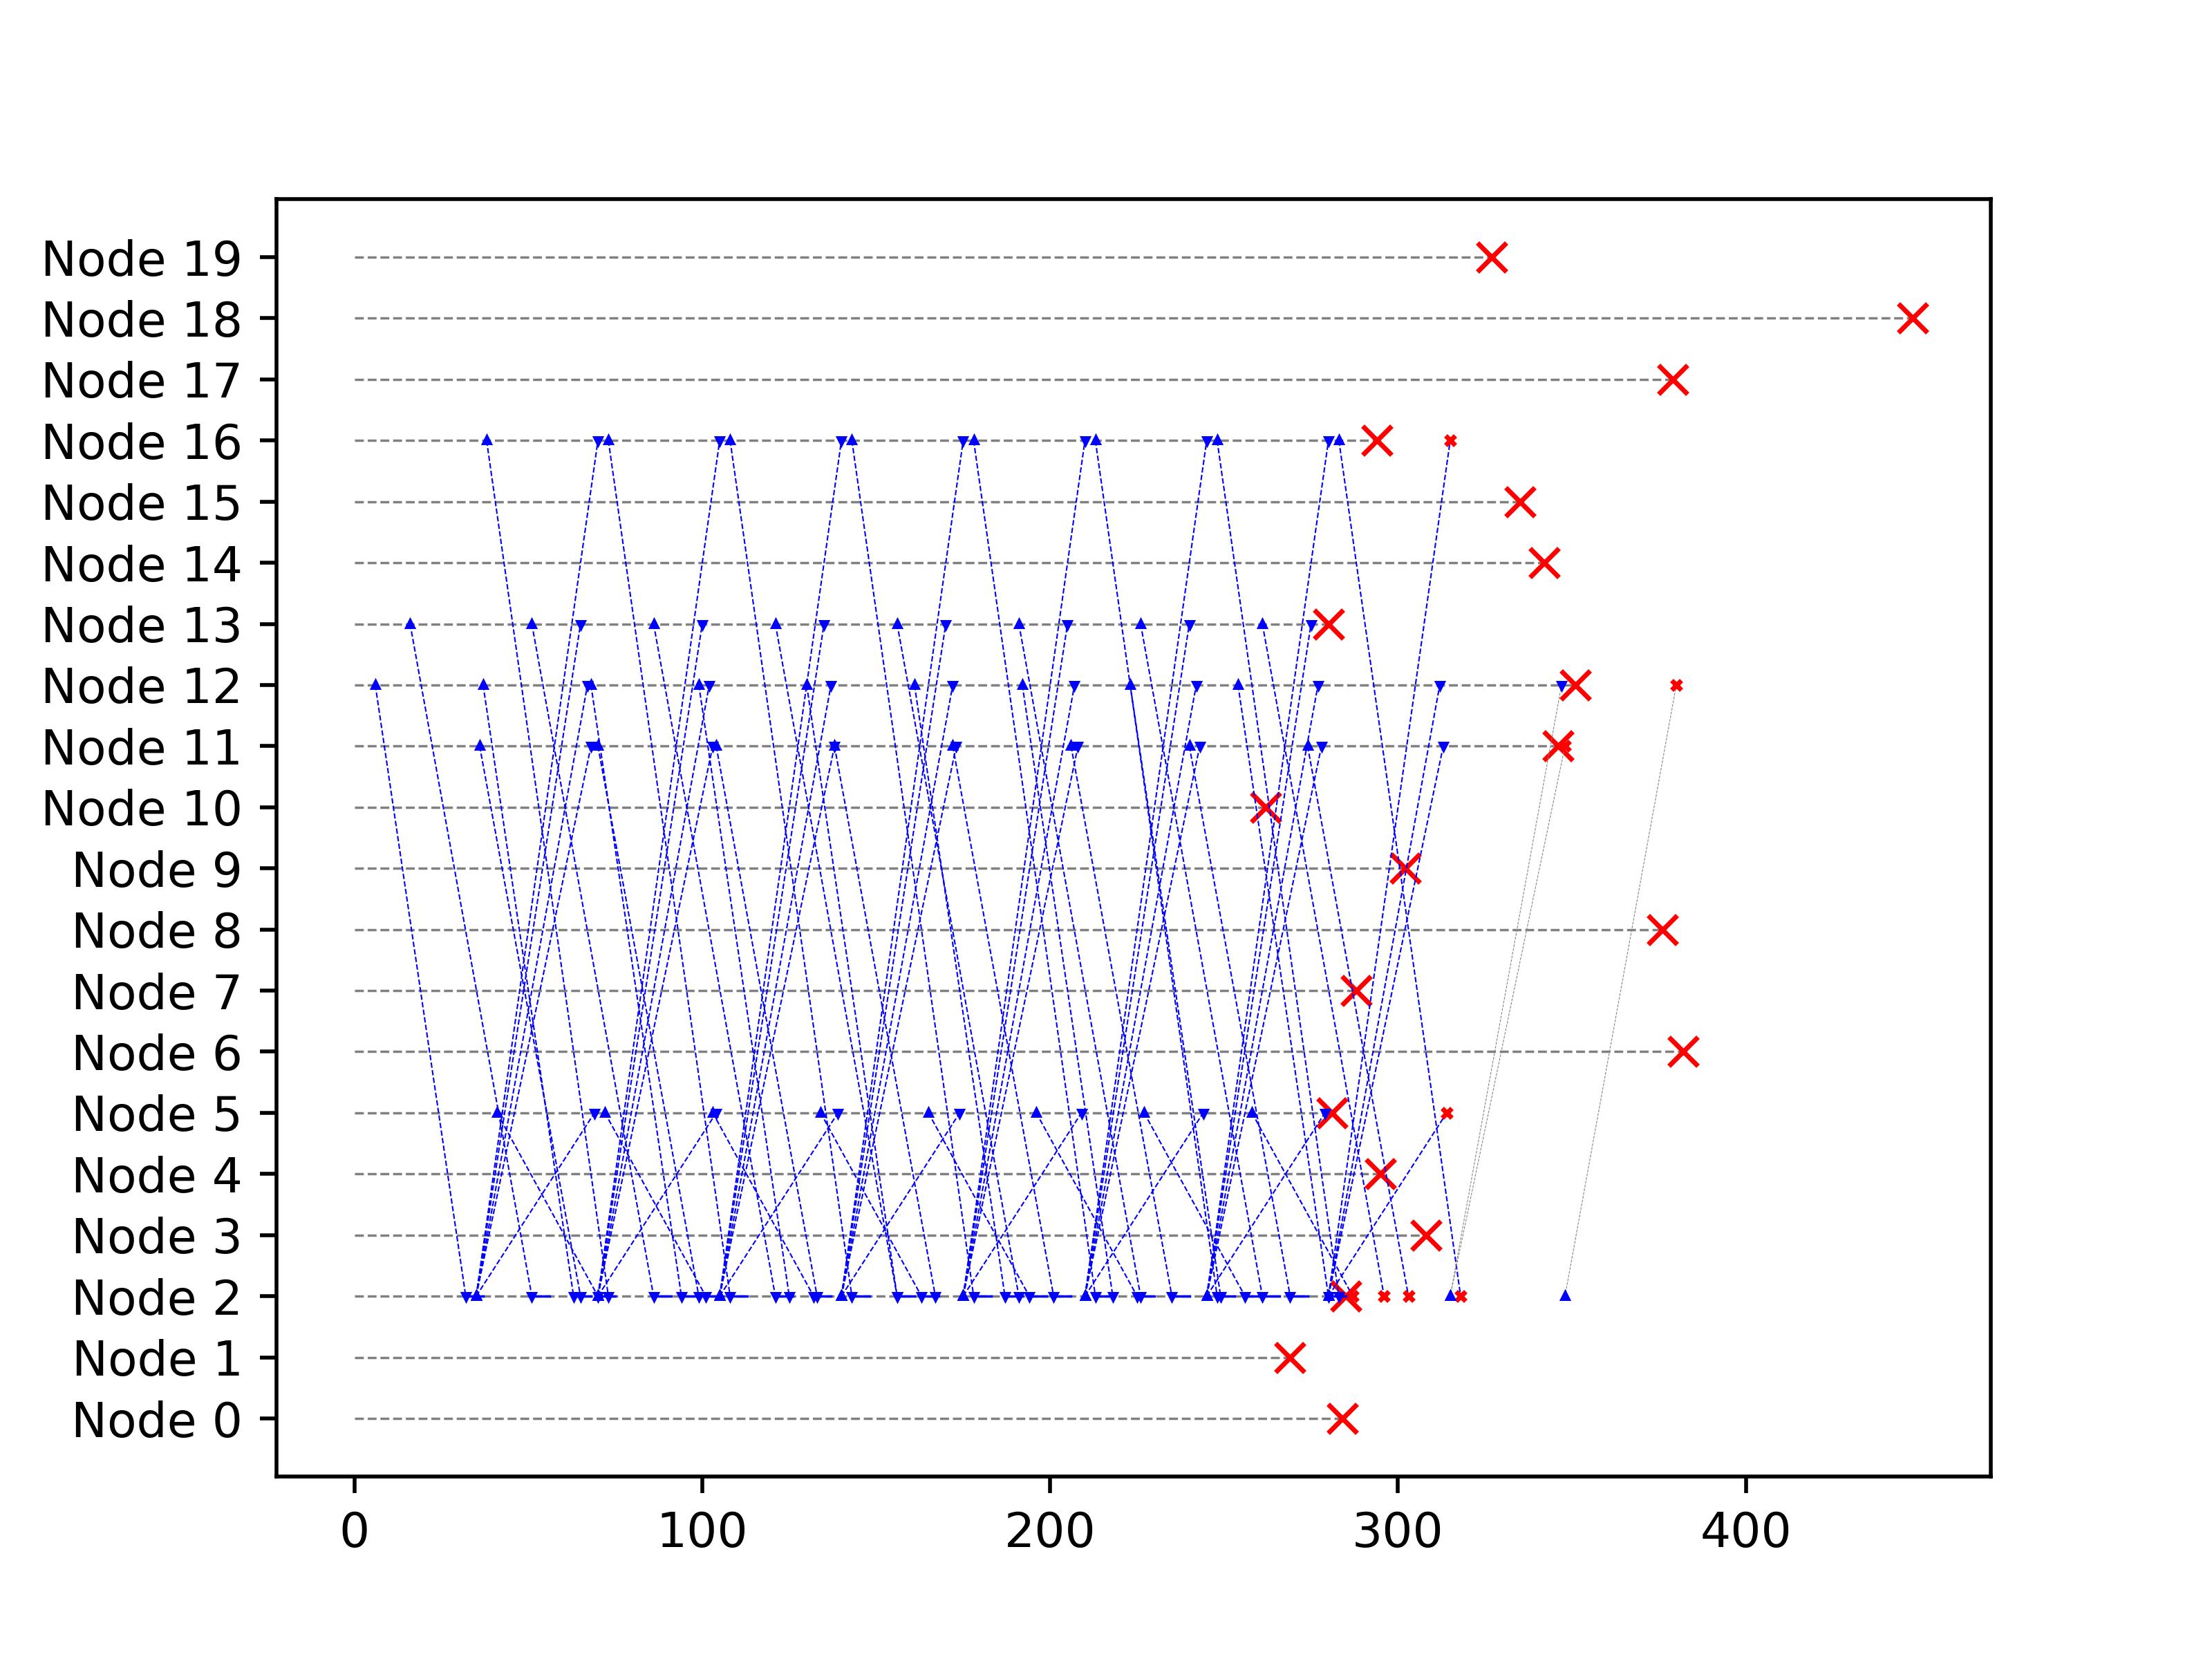 Node 19
Node 18
Node 17
Node 16
Node 15
Node 14
Node 13
Node 12
Node 11
Node 10
Node 9
Node 8
Node 7
Node 6
Node 5
Node 4
Node 3
Node 2
Node 1
Node 0
0 100 200 300 400